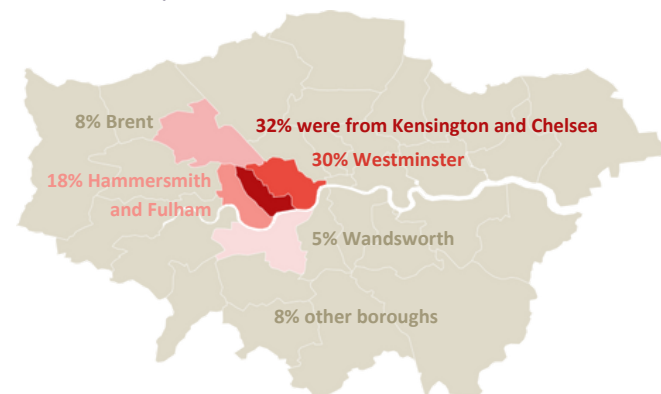 8% Brent
32% were from Kensington and Chelsea
30% Westminster
18% Hammersmith
and Fulham
5% Wandsworth
8% other boroughs